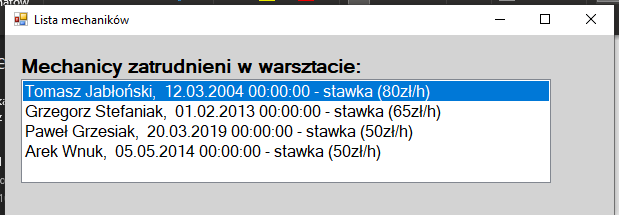 Lista mechaników
Mechanicy zatrudnieni w warsztacie:
Tomasz Jabłoński, 12.03.2004 00:00:00 - stawka (80zł/h)
Grzegorz Stefaniak, 01.02.2013 00:00:00 - stawka (65zł/h)
Paweł Grzesiak, 20.03.2019 00:00:00 - stawka (50zł/h)
Arek Wnuk, 05.05.2014 00:00:00 - stawka (50zł/h)